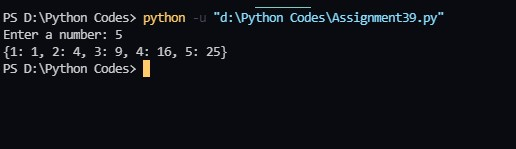 PS D:\Python Codes> python -u "d:\Python Codes\Assignment39.py"
Enter a number: 5
{1: 1, 2: 4, 3: 9, 4: 16, 5: 25}
PS D:\Python Codes>